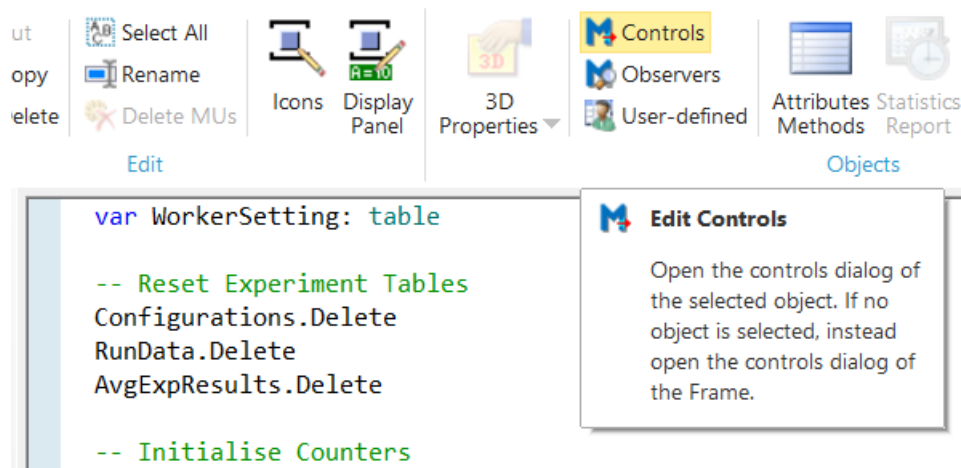 ut
Select All
opy
Rename
elete
Delete MUs
Edit
Icons
Display
Panel
A=10
3D
3D
Properties
Controls
Observers
User-defined
Attributes
Methods
Statistics
Report
Objects
Edit Controls
Open the controls dialog of
the selected object. If no
object is selected, instead
open the controls dialog of
the Frame.
var WorkerSetting: table
-- Reset Experiment Tables
Configurations.Delete
RunData.Delete
AvgExpResults.Delete
-- Initialise Counters